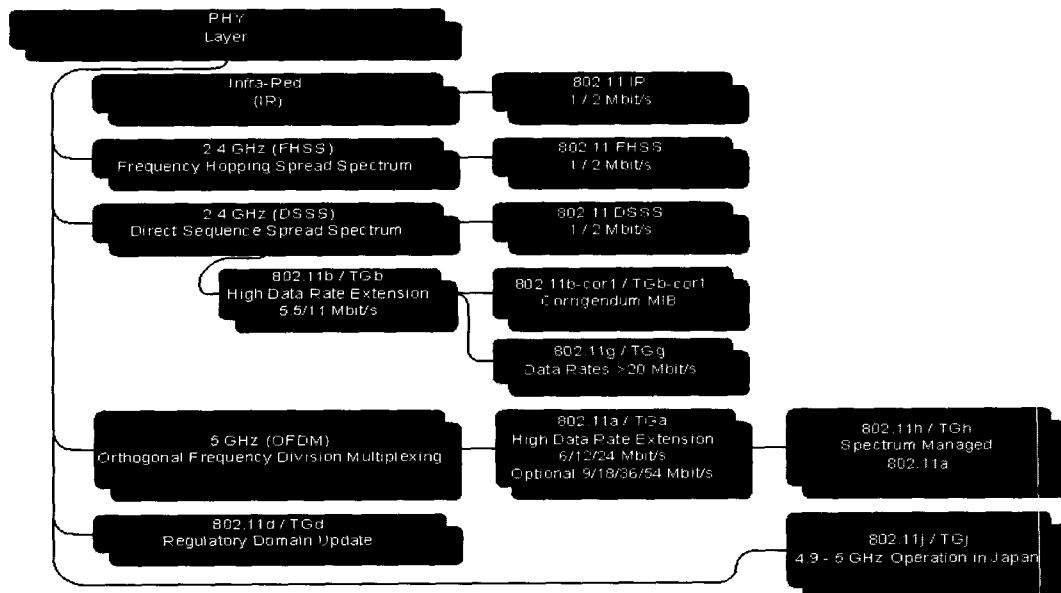 PHY
Layer
Infra-Red
(IR)
802.11 IR
1 / 2 Mbit/s
2.4 GHz (FHSS)
Frequency Hopping Spread Spectrum
802.11 FHSS
1 / 2 Mbit/s
2.4 GHz (DSSS)
Direct Sequence Spread Spectrum
802.11 DSSS
1 / 2 Mbit/s
802.11b / TGb
High Data Rate Extension
5.5/11 Mbit/s
802.11b-cor1 / TGb-cor1
Corrigendum MIB
802.11g / TGg
Data Rates >20 Mbit/s
5 GHz (OFDM)
Orthogonal Frequency Division Multiplexing
802.11a / TGa
High Data Rate Extension
6/12/24 Mbit/s
Optional 9/18/36/54 Mbit/s
802.11h / TGh
Spectrum Managed
802.11a
802.11d / TGd
Regulatory Domain Update
802.11j / TGj
4.9 - 5 GHz Operation in Japan